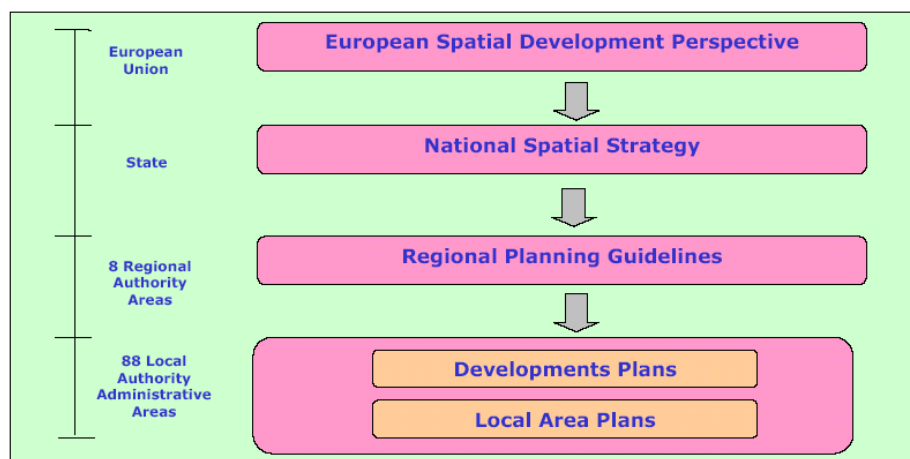 European
Union
European Spatial Development Perspective
State
National Spatial Strategy
8 Regional
Authority
Areas
Regional Planning Guidelines
88 Local
Authority
Administrative
Areas
Developments Plans
Local Area Plans